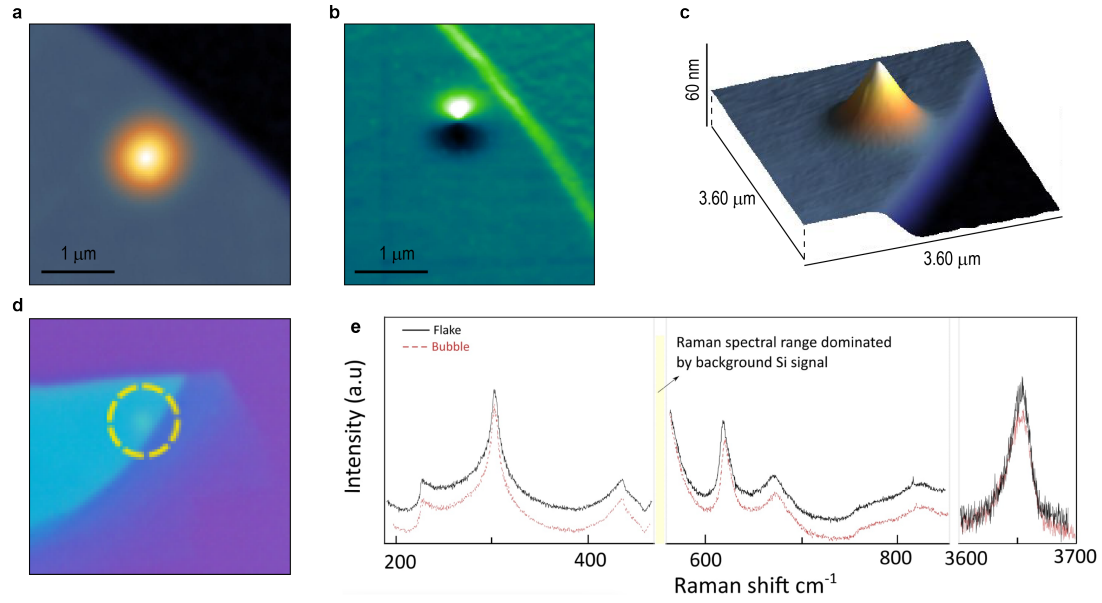 a
1 μm
b
1 μm
c
60 nm
3.60 μm
3.60 μm
d
e
Flake
Bubble
Raman spectral range dominated
by background Si signal
Intensity (a.u)
200
400
600
800
3600
3700
Raman shift cm-1